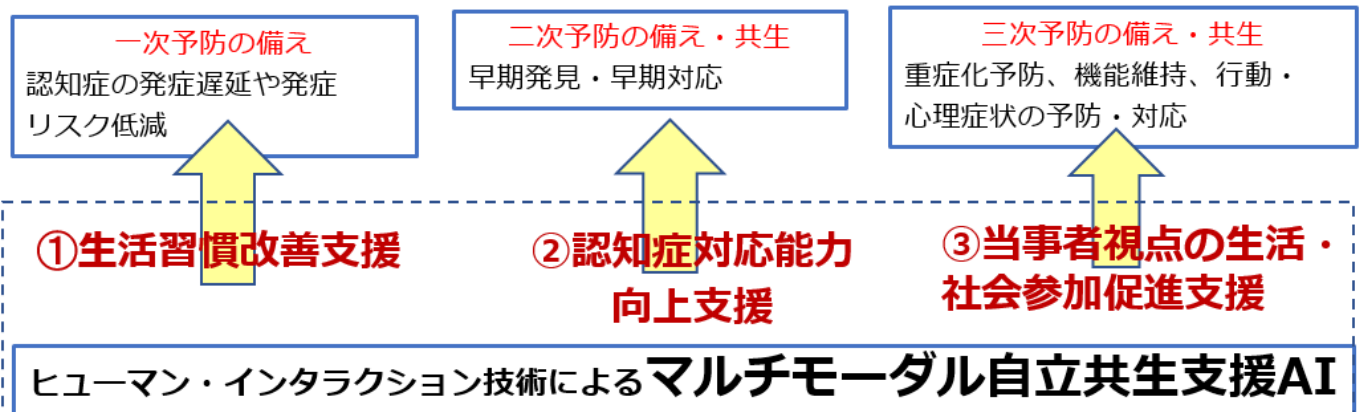 一次予防の備え
認知症の発症遅延や発症
リスク低減
二次予防の備え・共生
早期発見・早期対応
三次予防の備え・共生
重症化予防、機能維持、行動・
心理症状の予防・対応
①生活習慣改善支援
②認知症対応能力
向上支援
③当事者視点の生活・
社会参加促進支援
ヒューマン・インタラクション技術によるマルチモーダル自立共生支援AI